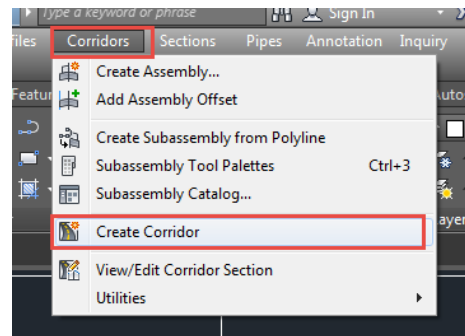 Type a keyword or phrase Sign In
files Corridors Sections Pipes Annotation Inquiry
Create Assembly...
Add Assembly Offset
Create Subassembly from Polyline
Subassembly Tool Palettes Ctrl+3
Subassembly Catalog...
Create Corridor
View/Edit Corridor Section
Utilities